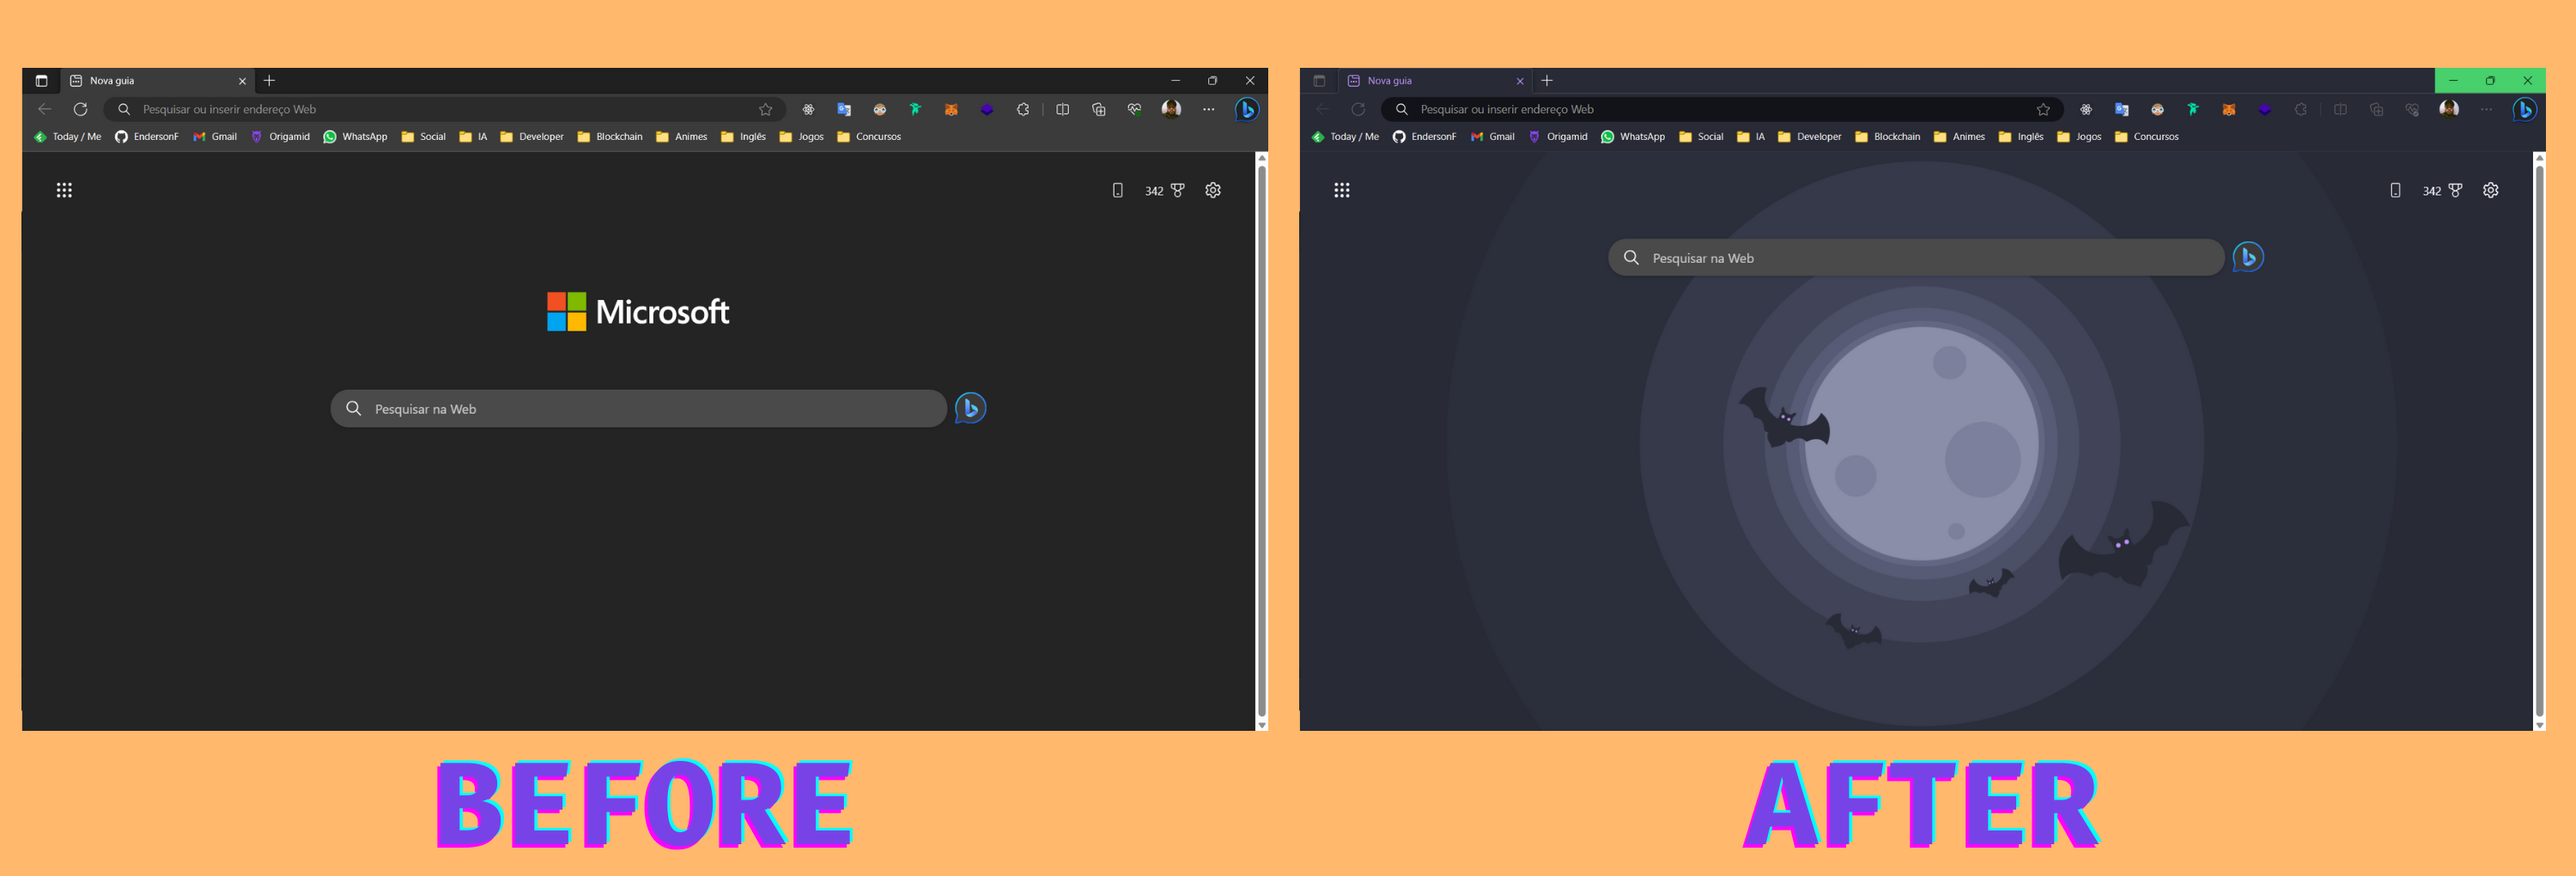 Nova guia
Pesquisar ou inserir endereço Web
Today / Me EndersonF Gmail Origamid WhatsApp Social IA Developer Blockchain Animes Inglês Jogos Concursos
342
Microsoft
Pesquisar na Web
BEFORE
Nova guia
Pesquisar ou inserir endereço Web
Today / Me EndersonF Gmail Origamid WhatsApp Social IA Developer Blockchain Animes Inglês Jogos Concursos
342
Pesquisar na Web
AFTER